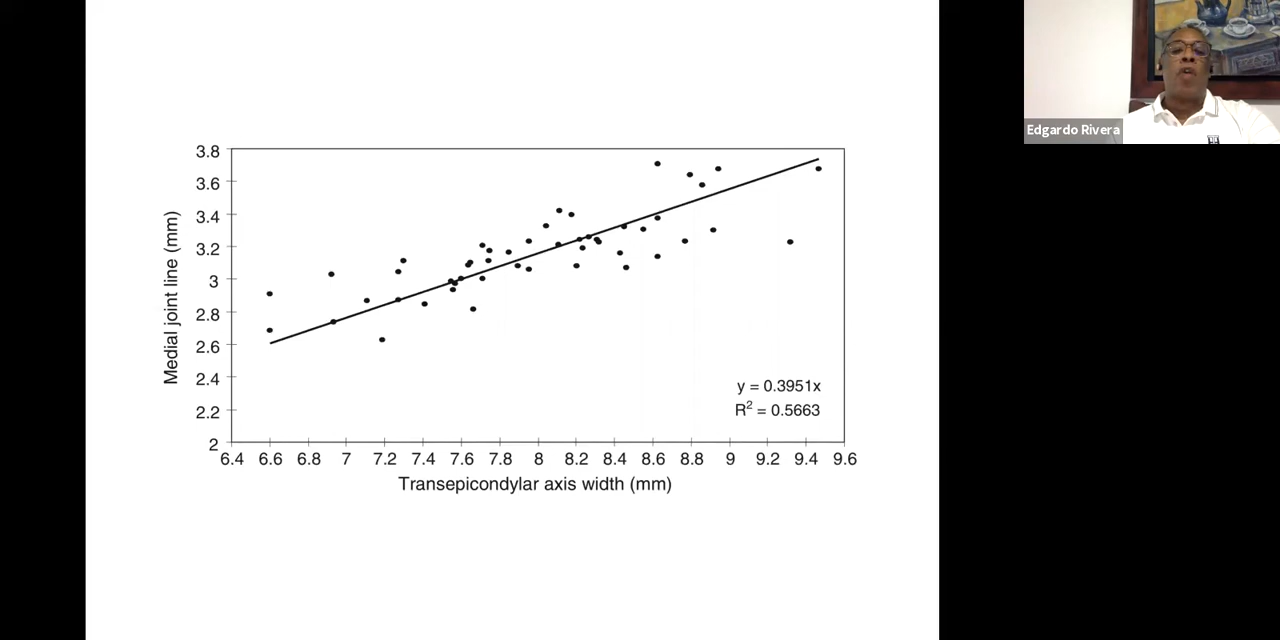 Edgardo Rivera
3.8
3.6
3.4
3.2
3
2.8
2.6
2.4
2.2
2
Medial joint line (mm)
y = 0.3951x
R² = 0.5663
6.4 6.6 6.8 7 7.2 7.4 7.6 7.8 8 8.2 8.4 8.6 8.8 9 9.2 9.4 9.6
Transepicondylar axis width (mm)